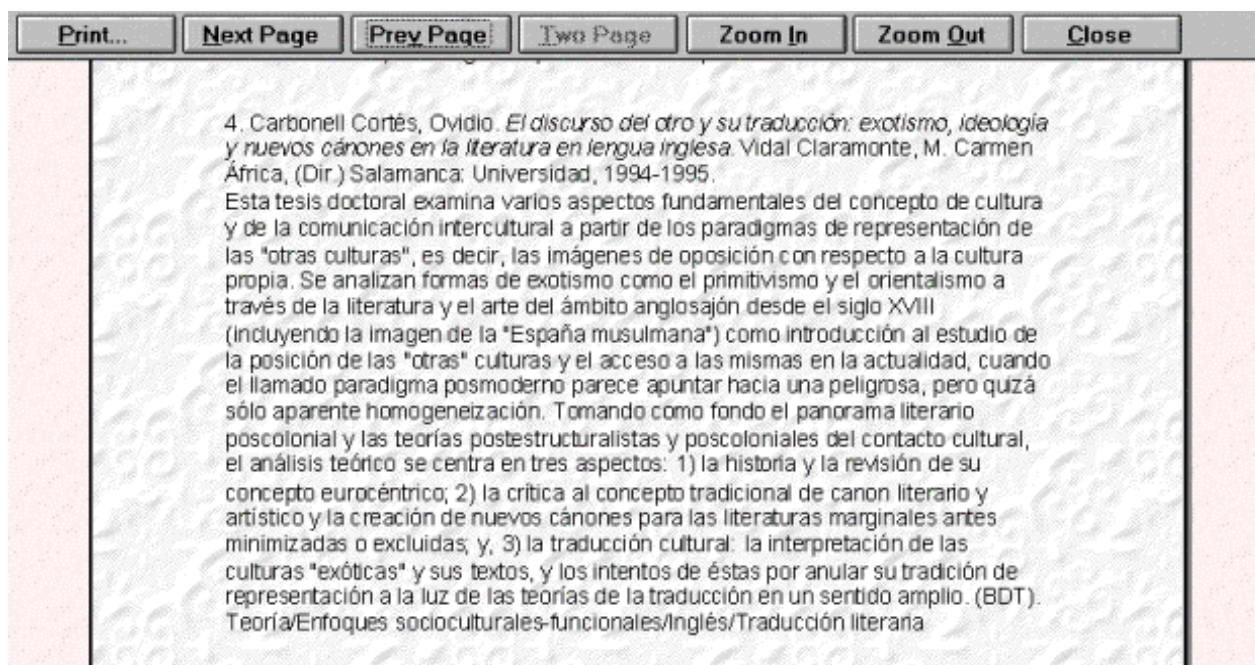 Print... Next Page Prev Page Two Page Zoom In Zoom Out Close
4. Carbonell Cortés, Ovidio. El discurso del otro y su traducción: exotismo, ideología
y nuevos cánones en la literatura en lengua inglesa. Vidal Claramonte, M. Carmen
África, (Dir.) Salamanca: Universidad, 1994-1995.
Esta tesis doctoral examina varios aspectos fundamentales del concepto de cultura
y de la comunicación intercultural a partir de los paradigmas de representación de
las "otras culturas", es decir, las imágenes de oposición con respecto a la cultura
propia. Se analizan formas de exotismo como el primitivismo y el orientalismo a
través de la literatura y el arte del ámbito anglosajón desde el siglo XVIII
(incluyendo la imagen de la "España musulmana") como introducción al estudio de
la posición de las "otras" culturas y el acceso a las mismas en la actualidad, cuando
el llamado paradigma posmoderno parece apuntar hacia una peligrosa, pero quizá
sólo aparente homogeneización. Tomando como fondo el panorama literario
poscolonial y las teorías postestructuralistas y poscoloniales del contacto cultural,
el análisis teórico se centra en tres aspectos: 1) la historia y la revisión de su
concepto eurocéntrico; 2) la crítica al concepto tradicional de canon literario y
artístico y la creación de nuevos cánones para las literaturas marginales antes
minimizadas o excluidas; y, 3) la traducción cultural: la interpretación de las
culturas "exóticas" y sus textos, y los intentos de éstas por anular su tradición de
representación a la luz de las teorías de la traducción en un sentido amplio. (BDT).
Teoría/Enfoques socioculturales-funcionales/Inglés/Traducción literaria